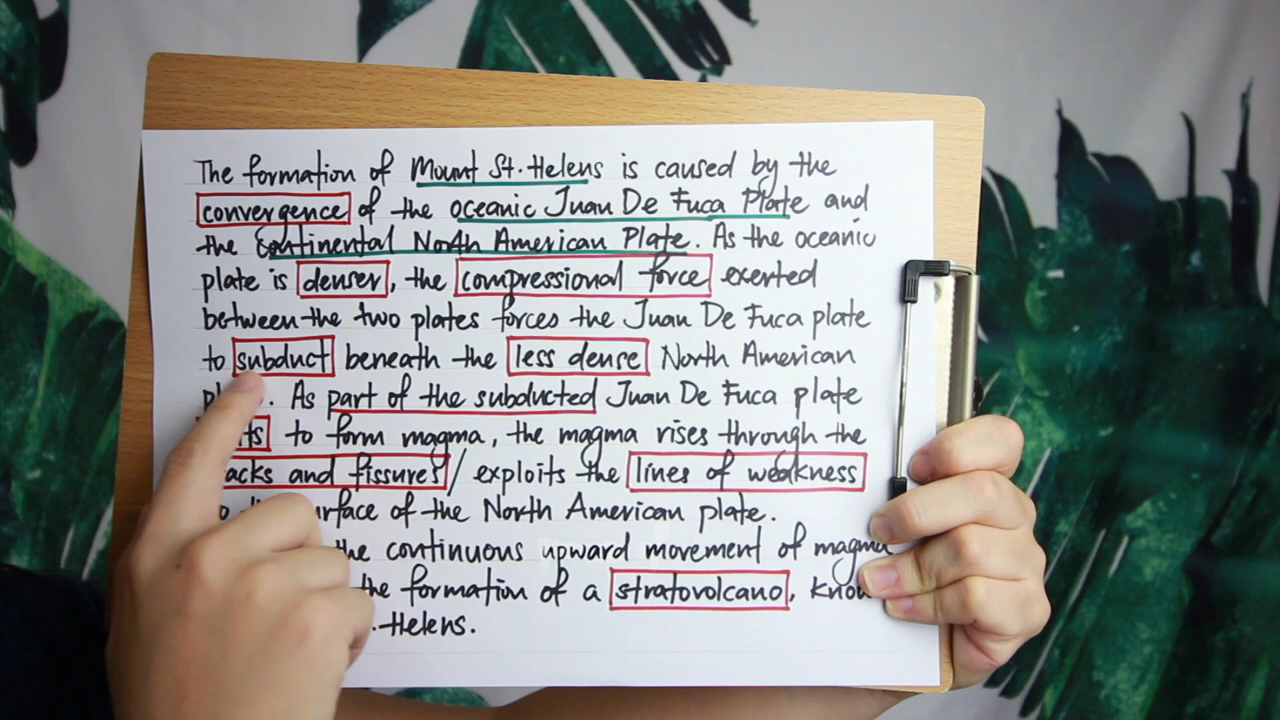 The formation of Mount St. Helens is caused by the
convergence of the oceanic Juan De Fuca Plate and
the continental North American Plate. As the oceanic
plate is denser, the compressional force exerted
between the two plates forces the Juan De Fuca plate
to subduct beneath the less dense North American
. As part of the subducted Juan De Fuca plate
to form magma, the magma rises through the
and fissures/ exploits the lines of weakness
of the North American plate.
the continuous upward movement of magma
the formation of a stratovolcano,
. Helens.